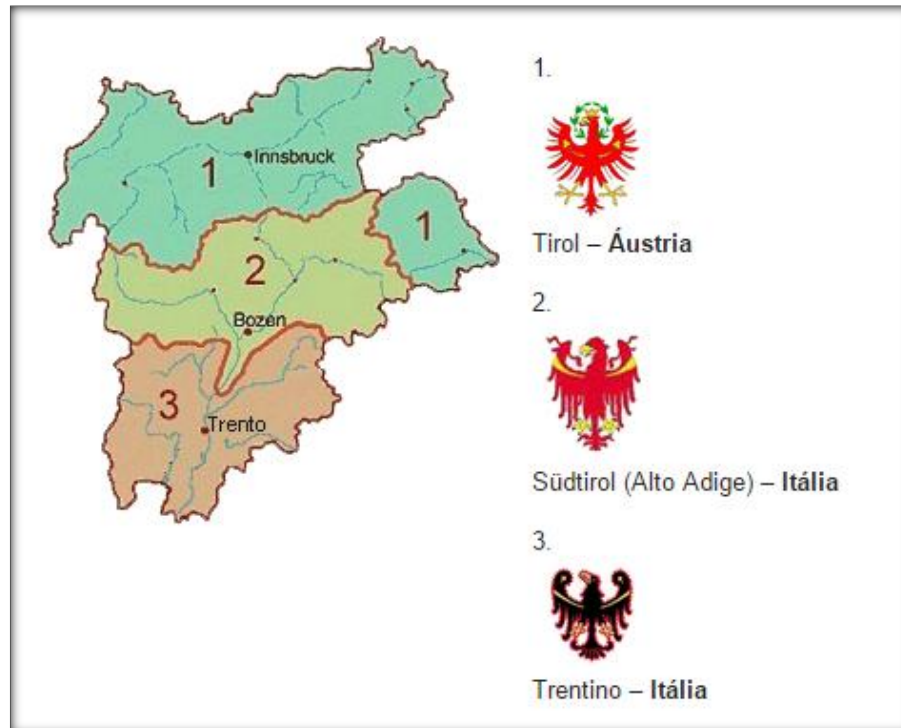 1
Innsbruck
1
2
Bozen
3
Trento
1.
Tirol – Áustria
2.
Südtirol (Alto Adige) – Itália
3.
Trentino – Itália